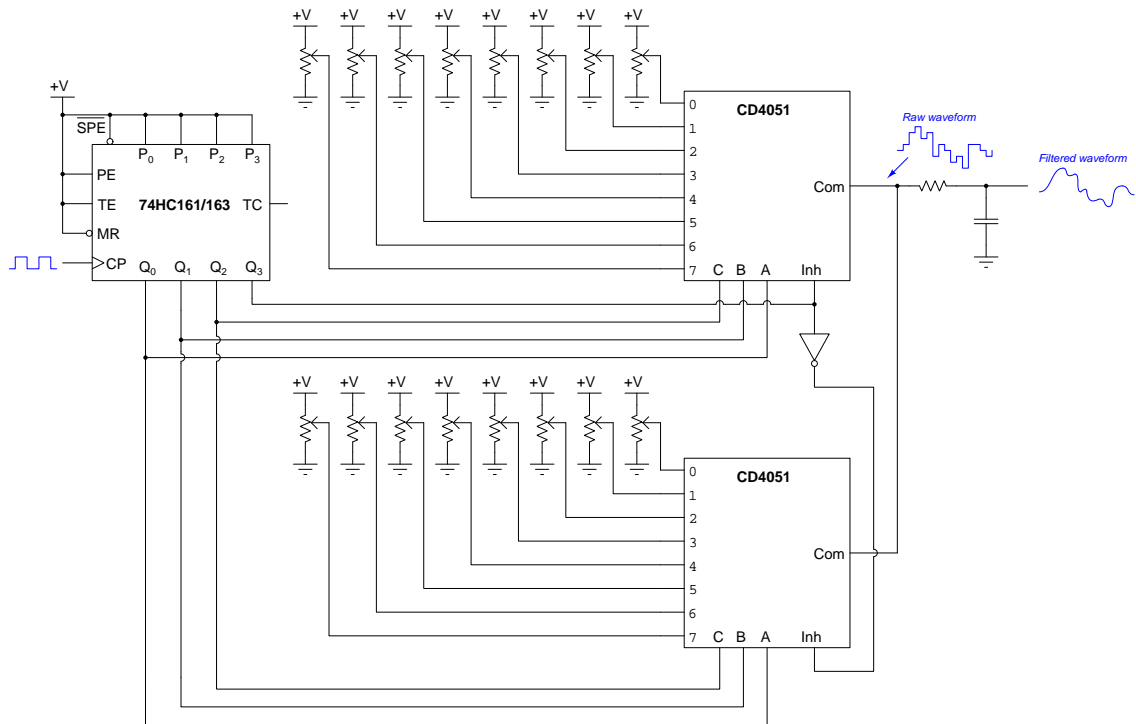 +V +V +V +V +V +V +V +V
+V
CD4051
0
1
2
3
4
5
6
7
Com
C B A Inh
Raw waveform
Filtered waveform
SPE
P0 P1 P2 P3
PE
TE 74HC161/163 TC
MR
CP Q0 Q1 Q2 Q3
+V +V +V +V +V +V +V +V
CD4051
0
1
2
3
4
5
6
7
Com
C B A Inh